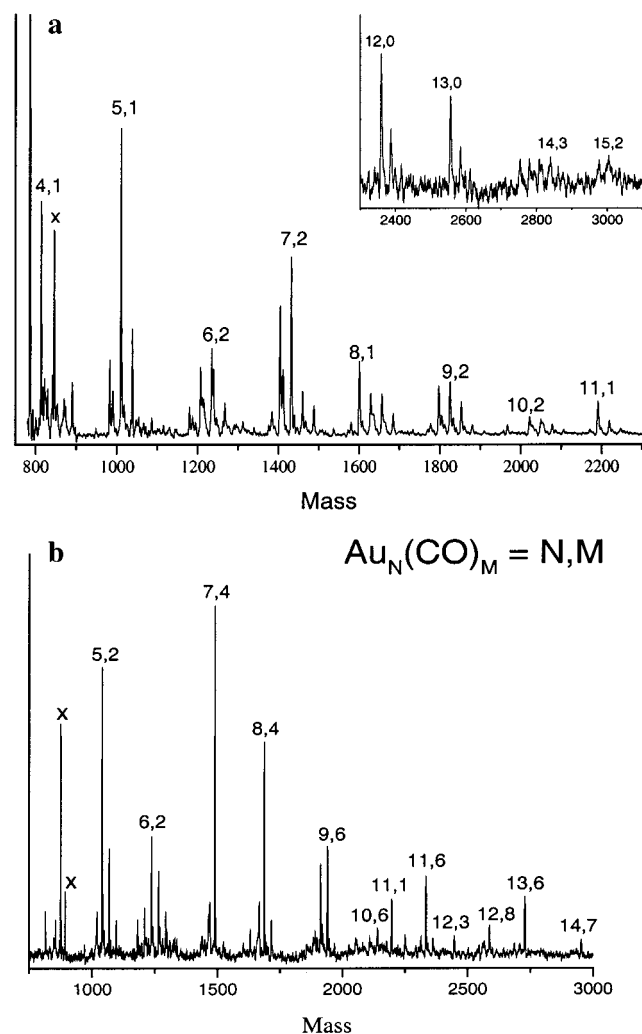 a
12,0
13,0
14,3
15,2
2400 2600 2800 3000
5,1
4,1
x
7,2
6,2
8,1
9,2
10,2
11,1
800 1000 1200 1400 1600 1800 2000 2200
Mass
b
Au_N(CO)_M = N,M
7,4
5,2
x
8,4
6,2
x
9,6
11,6
11,1
10,6
13,6
12,8
12,3
14,7
1000 1500 2000 2500 3000
Mass